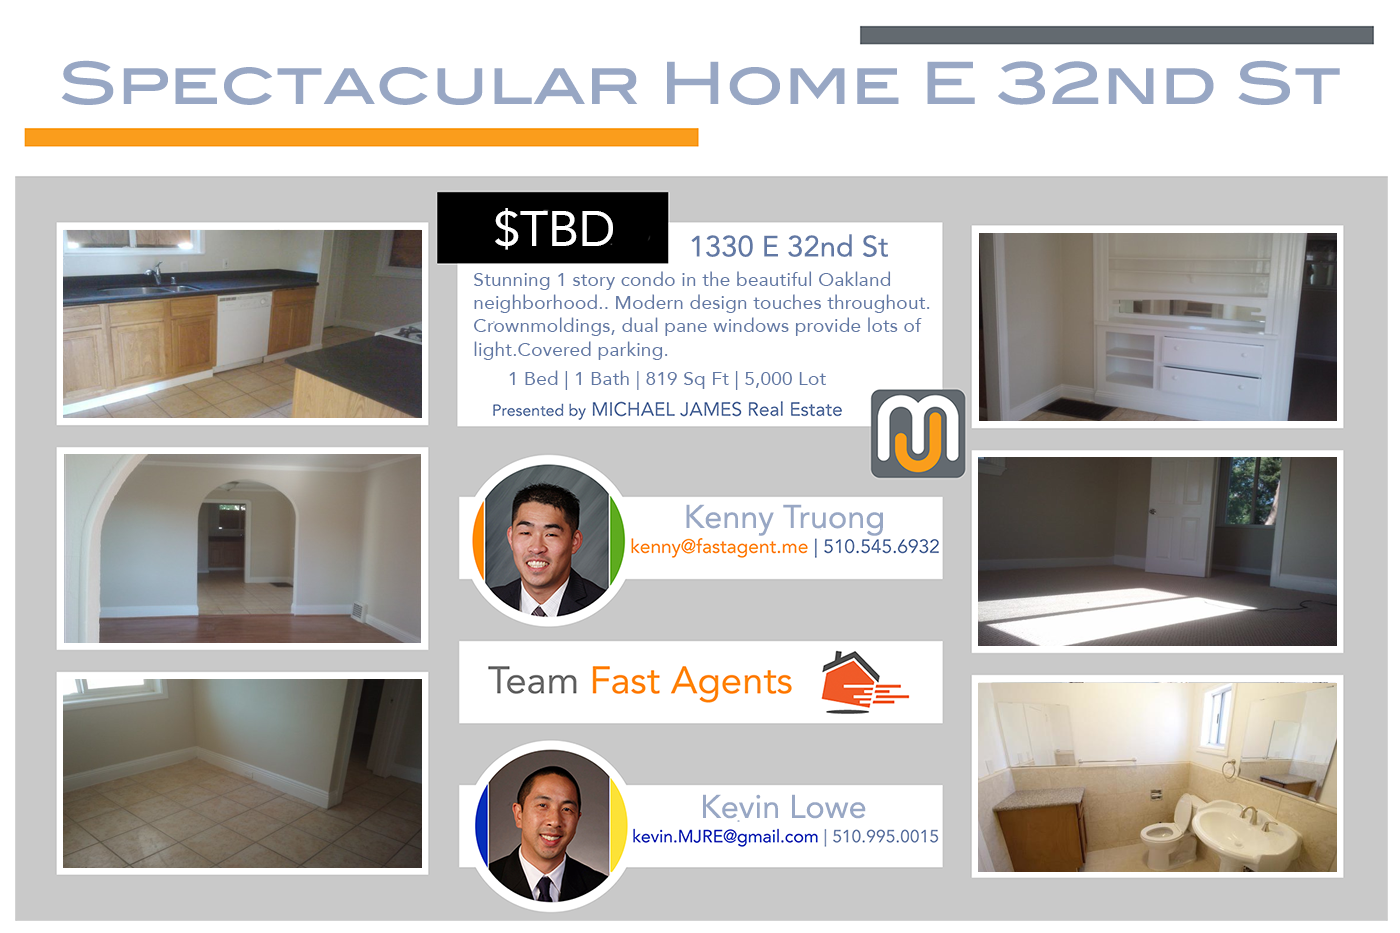 Spectacular Home E 32nd St
$TBD
1330 E 32nd St
Stunning 1 story condo in the beautiful Oakland
neighborhood.. Modern design touches throughout.
Crownmoldings, dual pane windows provide lots of
light.Covered parking.
1 Bed | 1 Bath | 819 Sq Ft | 5,000 Lot
Presented by MICHAEL JAMES Real Estate
MJ
Kenny Truong
kenny@fastagent.me | 510.545.6932
Team Fast Agents
Kevin Lowe
kevin.MJRE@gmail.com | 510.995.0015